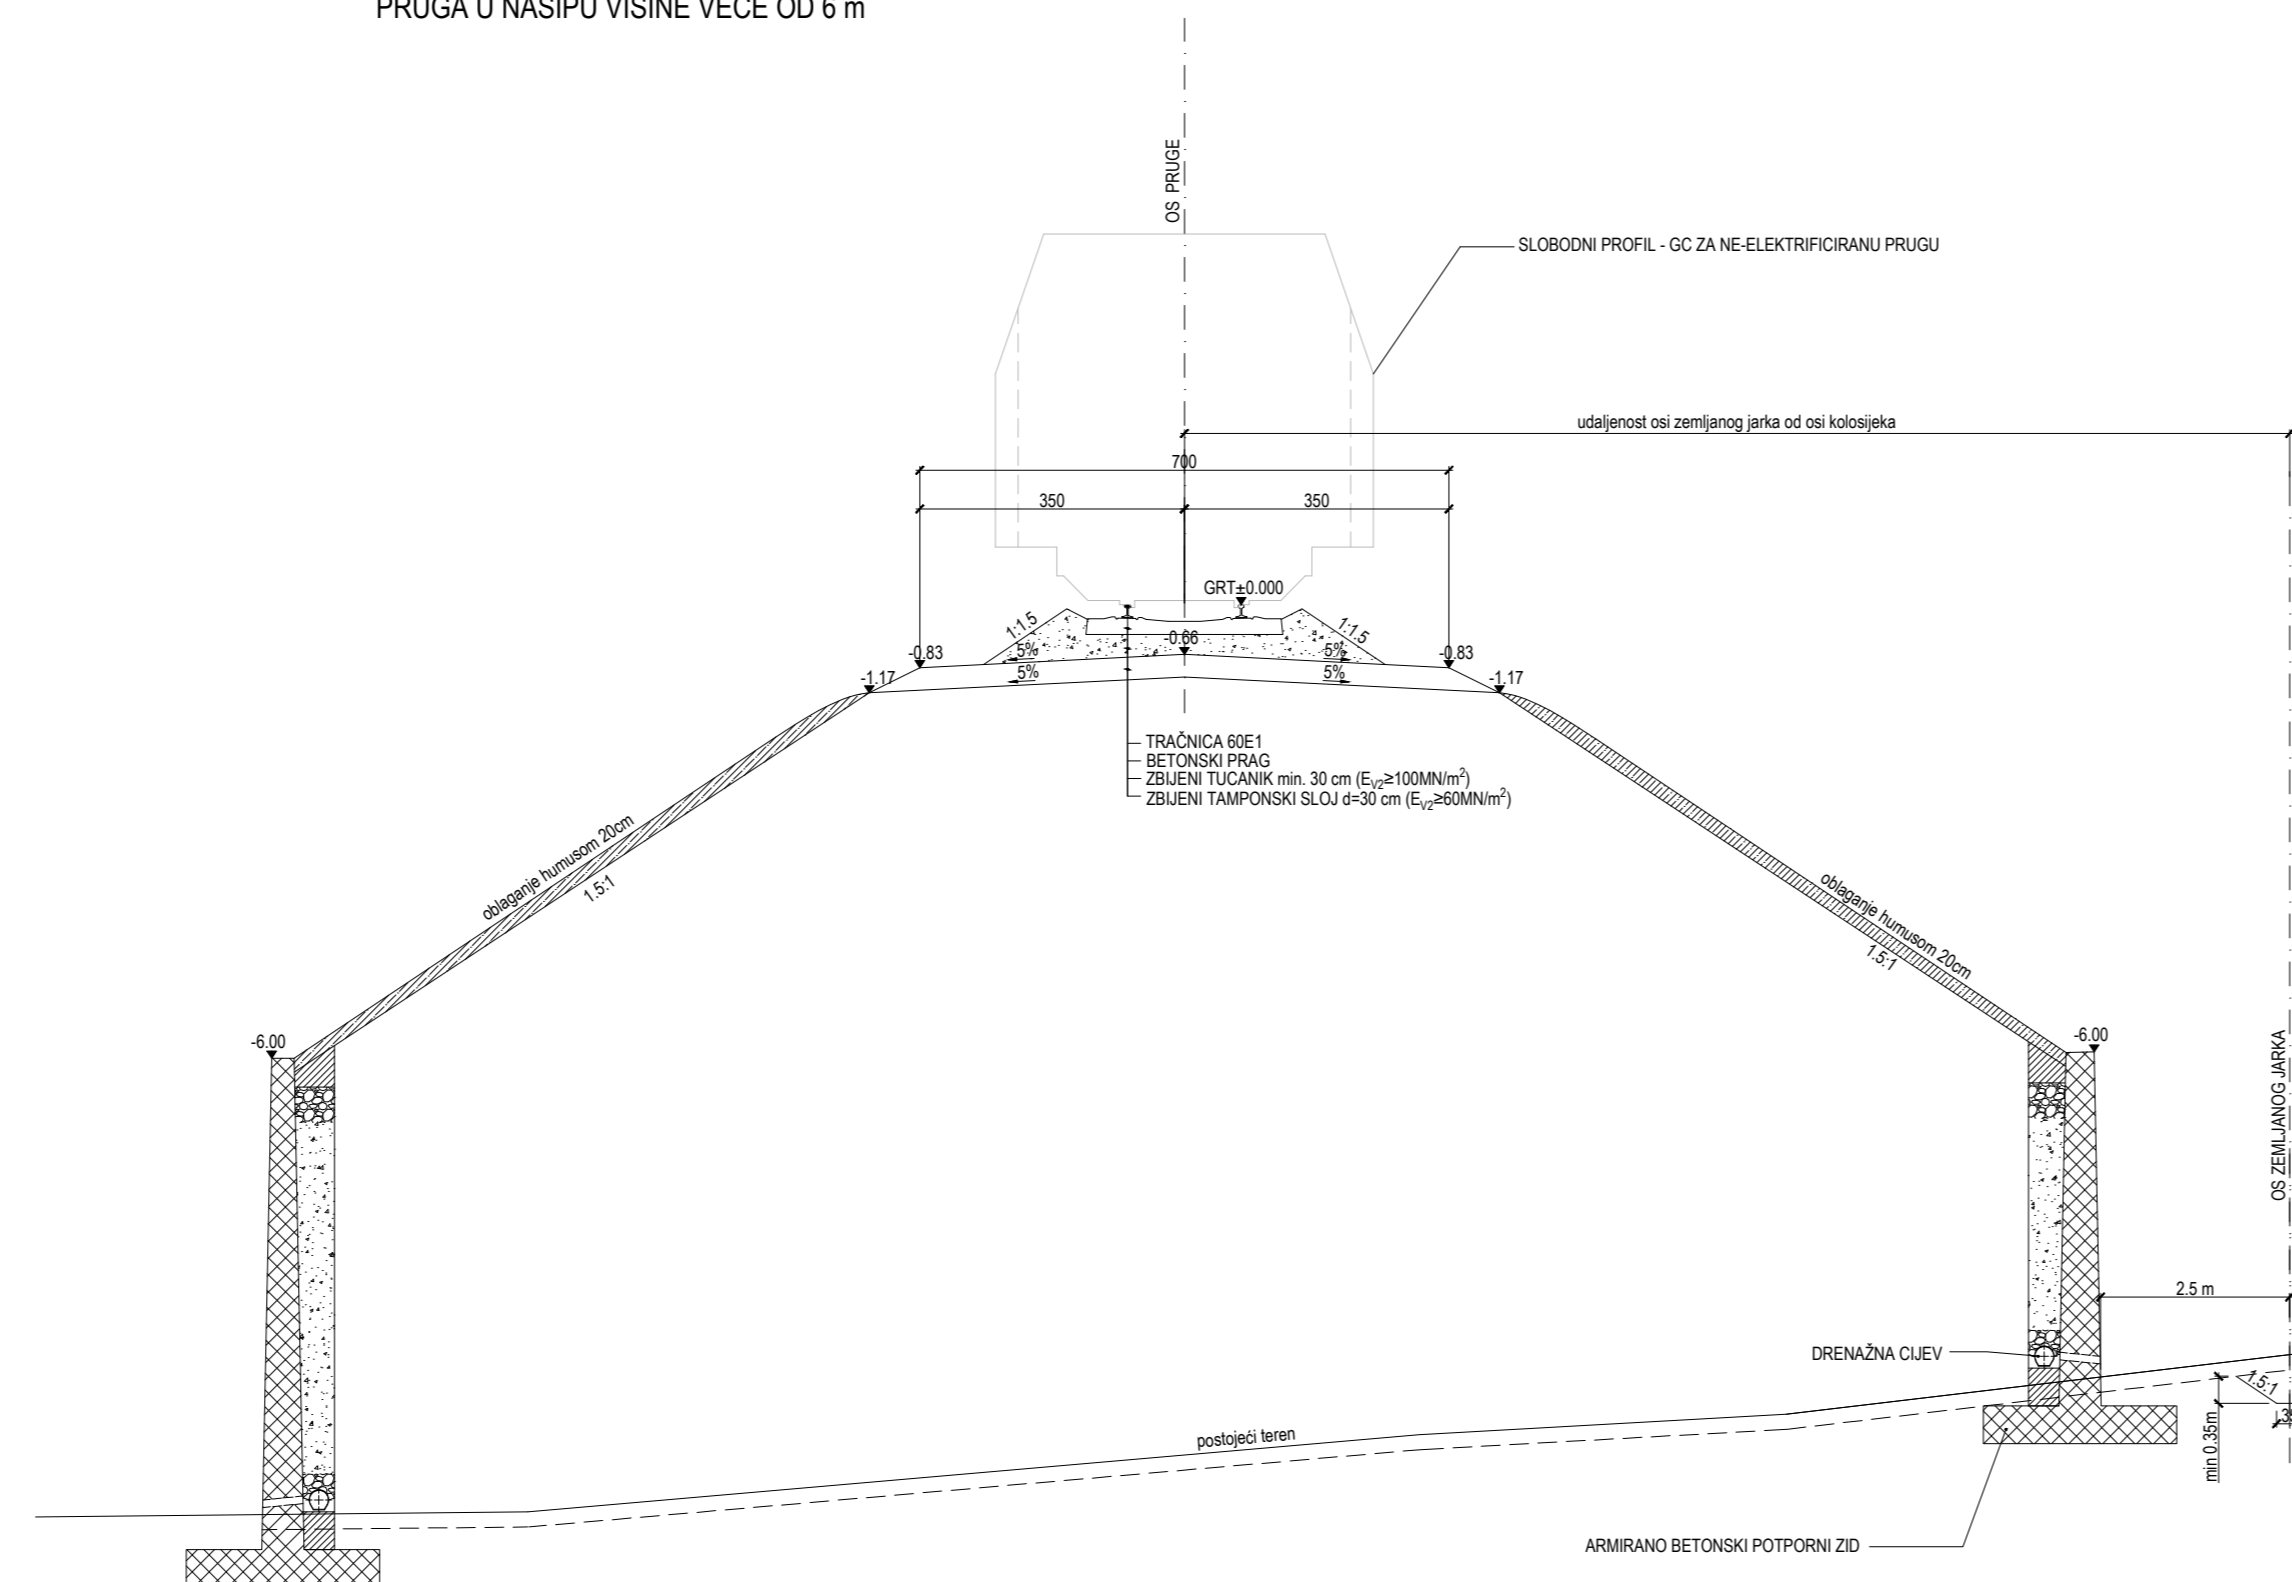 PRUGA U NASIPU VISINE VEĆE OD 6 m
OS PRUGE
SLOBODNI PROFIL - GC ZA NE-ELEKTRIFICIRANU PRUGU
udaljenost osi zemljanog jarka od osi kolosijeka
700
350
350
GRT±0.000
1:1.5
1:1.5
-0.66
-0.83
5%
5%
-0.83
-1.17
5%
5%
-1.17
TRAČNICA 60E1
BETONSKI PRAG
ZBIJENI TUCANIK min. 30 cm (EV2≥100MN/m²)
ZBIJENI TAMPONSKI SLOJ d=30 cm (EV2≥60MN/m²)
oblaganje humusom 20cm
1.5:1
oblaganje humusom 20cm
1.5:1
-6.00
-6.00
OS ZEMLJANOG JARKA
2.5 m
DRENAŽNA CIJEV
1.5:1
min 0.35m
postojeći teren
ARMIRANO BETONSKI POTPORNI ZID